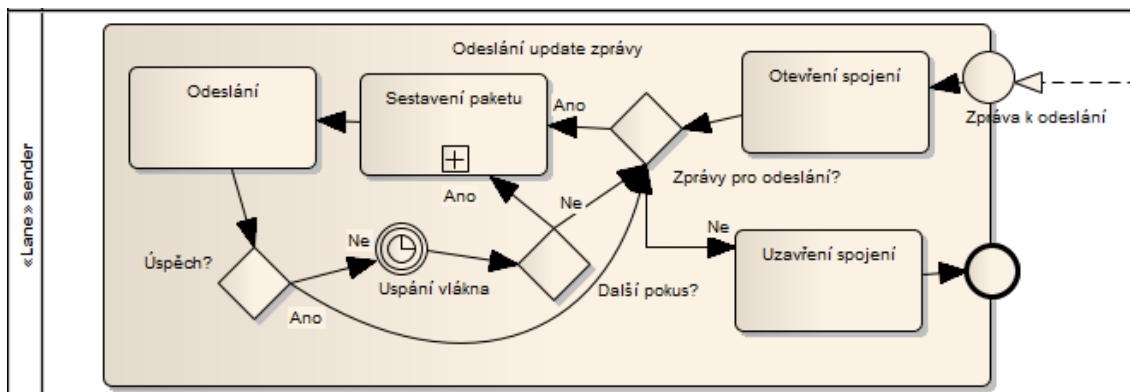 «Lane» sender
Odeslání update zprávy
Odeslání
Sestavení paketu
Ano
Otevření spojení
Zpráva k odeslání
Zprávy pro odeslání?
Ano
Ne
Ne
Úspěch?
Ne
Uspání vlákna
Ano
Další pokus?
Uzavření spojení